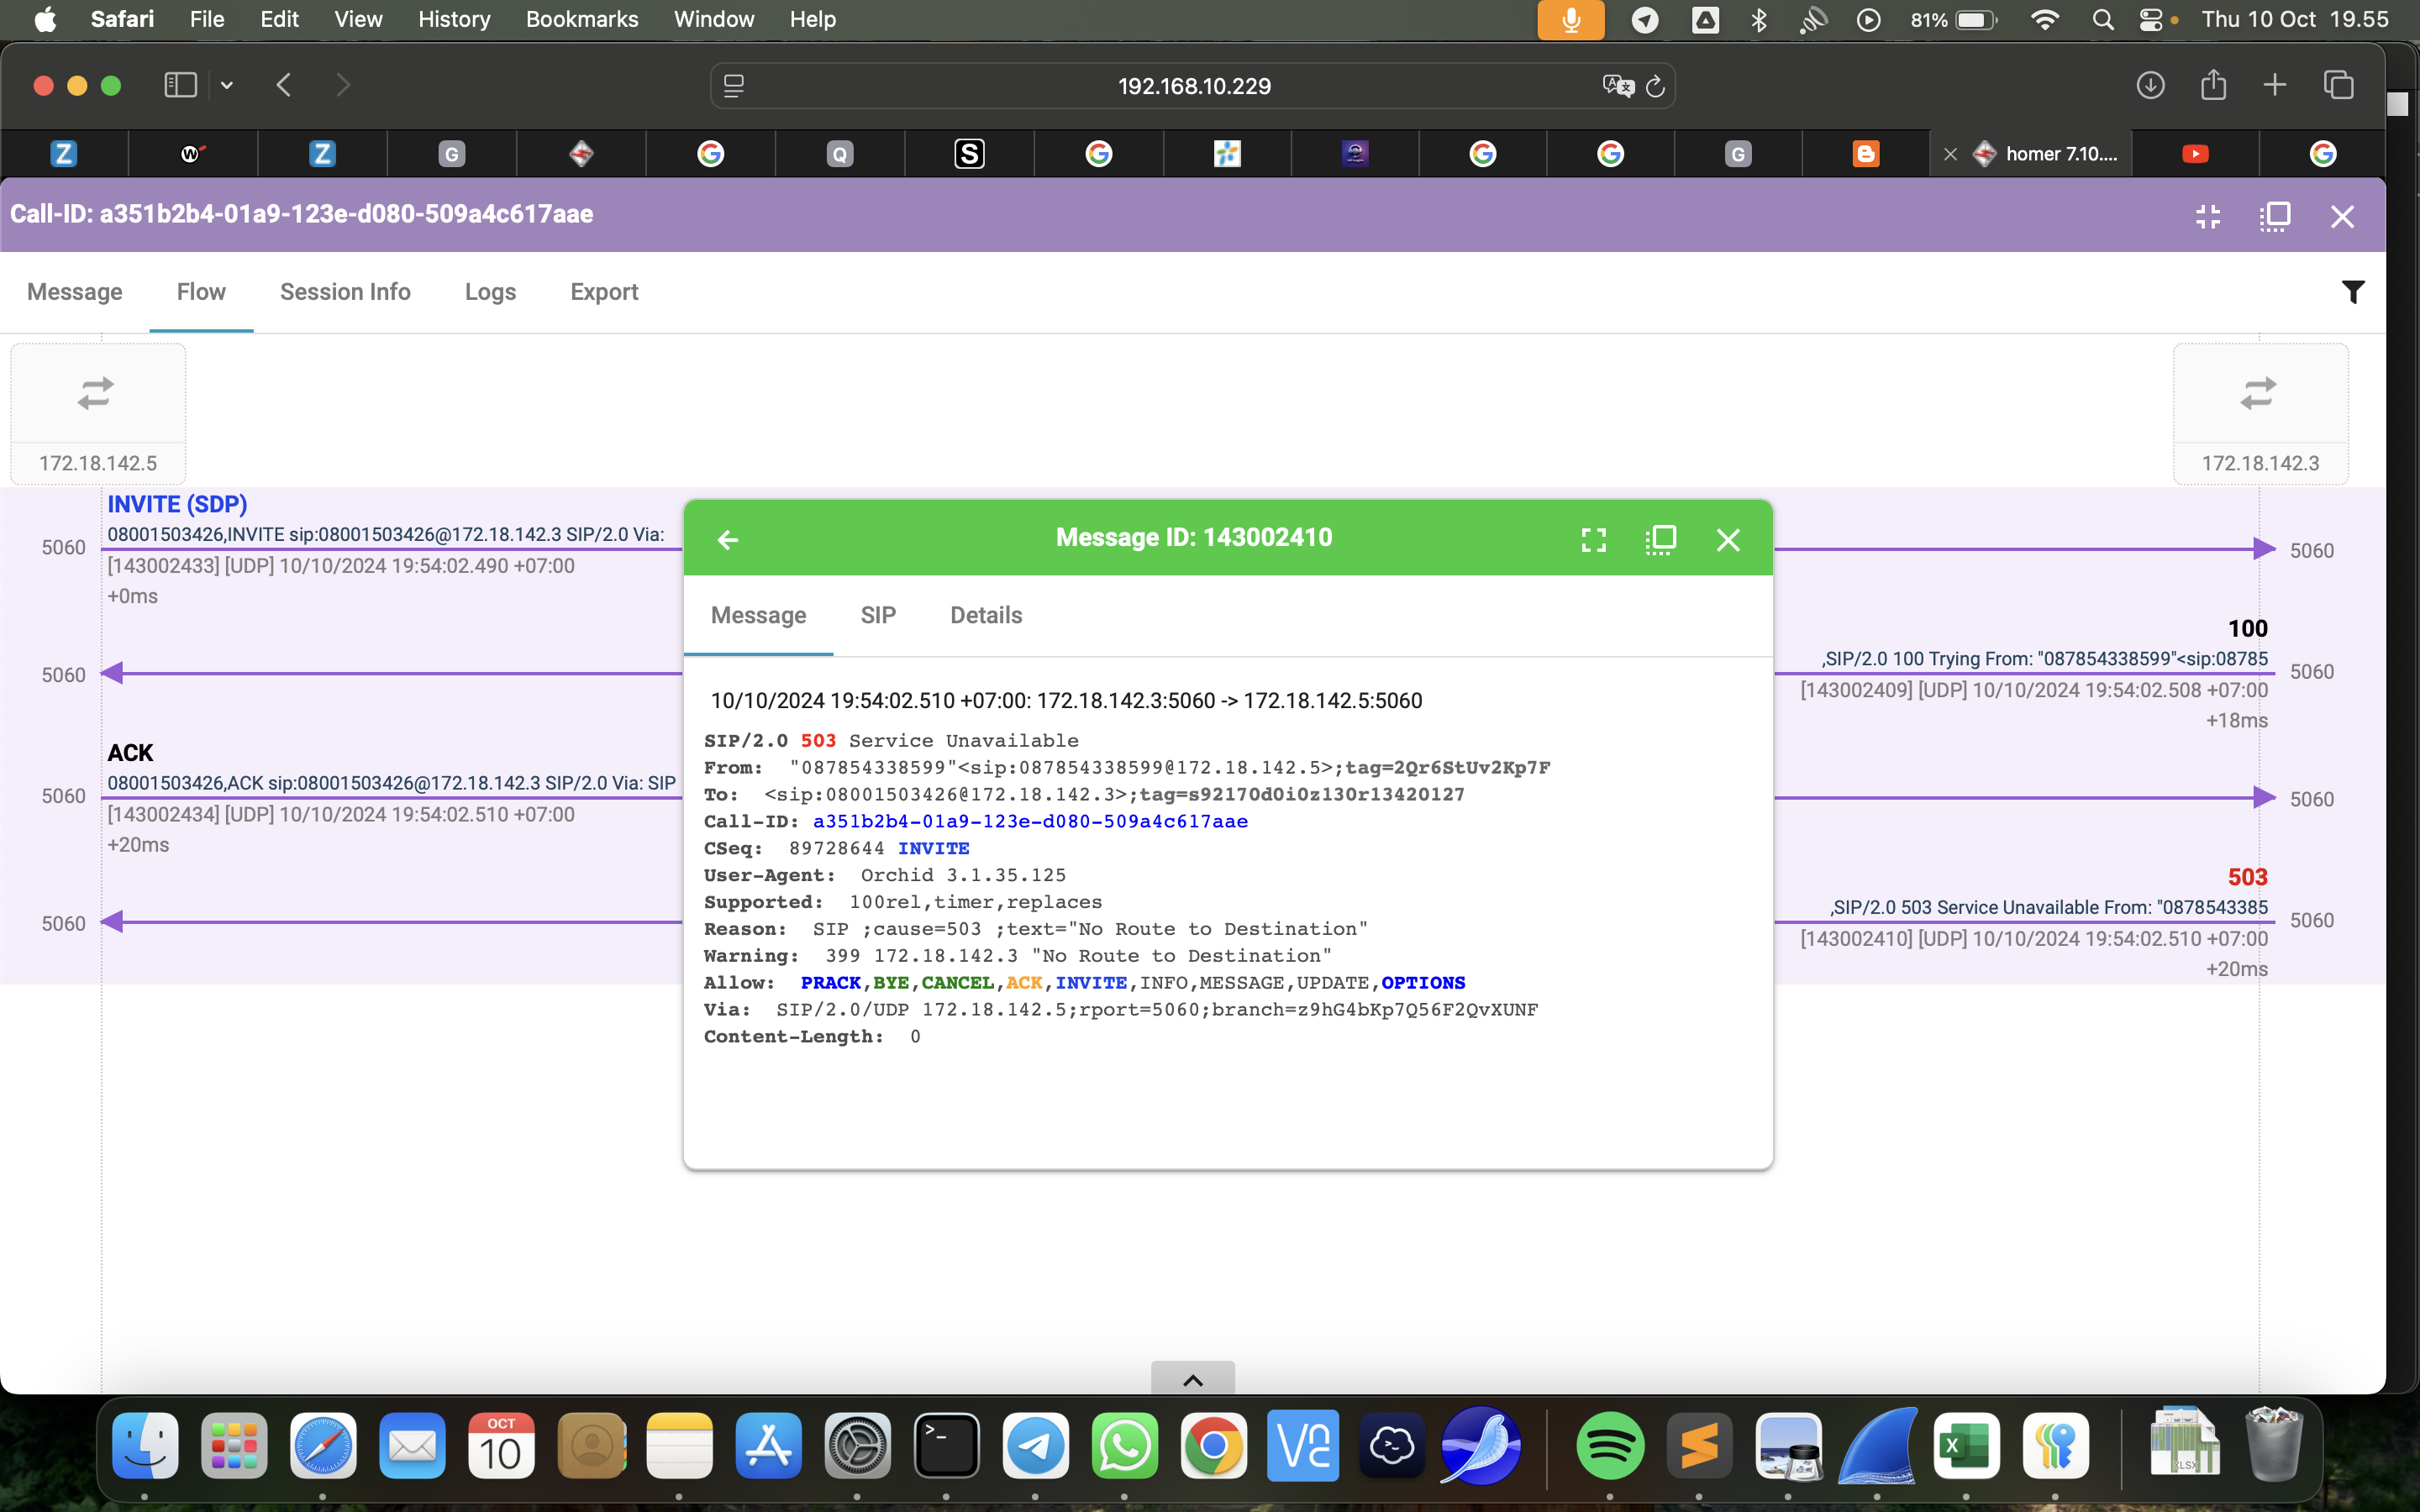 Safari File Edit View History Bookmarks Window Help 81% Thu 10 Oct 19.55
192.168.10.229
homer 7.10....
Call-ID: a351b2b4-01a9-123e-d080-509a4c617aae
Message Flow Session Info Logs Export
172.18.142.5
172.18.142.3
INVITE (SDP)
08001503426,INVITE sip:08001503426@172.18.142.3 SIP/2.0 Via:
5060
5060
[143002433] [UDP] 10/10/2024 19:54:02.490 +07:00
+0ms
100
,SIP/2.0 100 Trying From: "087854338599"<sip:08785
5060
5060
[143002409] [UDP] 10/10/2024 19:54:02.508 +07:00
+18ms
ACK
08001503426,ACK sip:08001503426@172.18.142.3 SIP/2.0 Via: SIP
5060
5060
[143002434] [UDP] 10/10/2024 19:54:02.510 +07:00
+20ms
503
,SIP/2.0 503 Service Unavailable From: "0878543385
5060
5060
[143002410] [UDP] 10/10/2024 19:54:02.510 +07:00
+20ms
Message ID: 143002410
Message SIP Details
10/10/2024 19:54:02.510 +07:00: 172.18.142.3:5060 -> 172.18.142.5:5060
SIP/2.0 503 Service Unavailable
From: "087854338599"<sip:087854338599@172.18.142.5>;tag=2Qr6StUv2Kp7F
To: <sip:08001503426@172.18.142.3>;tag=s92170d0i0z130r13420127
Call-ID: a351b2b4-01a9-123e-d080-509a4c617aae
CSeq: 89728644 INVITE
User-Agent: Orchid 3.1.35.125
Supported: 100rel,timer,replaces
Reason: SIP ;cause=503 ;text="No Route to Destination"
Warning: 399 172.18.142.3 "No Route to Destination"
Allow: PRACK,BYE,CANCEL,ACK,INVITE,INFO,MESSAGE,UPDATE,OPTIONS
Via: SIP/2.0/UDP 172.18.142.5;rport=5060;branch=z9hG4bKp7Q56F2QvXUNF
Content-Length: 0
OCT
10
XLSX